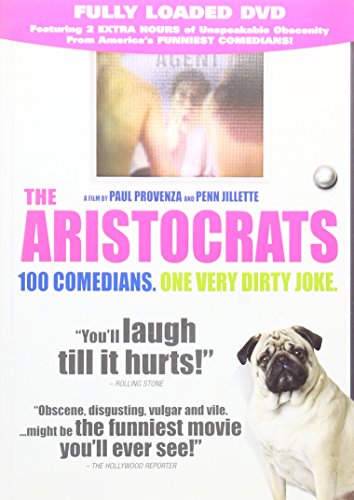 FULLY LOADED DVD
Featuring 2 EXTRA HOURS of Unspeakable Obscenity
From America's FUNNIEST COMEDIANS!
AGENT
THE
A FILM BY PAUL PROVENZA AND PENN JILLETTE
ARISTOCRATS
100 COMEDIANS. ONE VERY DIRTY JOKE.
"You'll laugh
till it hurts!"
– ROLLING STONE
"Obscene, disgusting, vulgar and vile.
...might be the funniest movie
you'll ever see!"
– THE HOLLYWOOD REPORTER